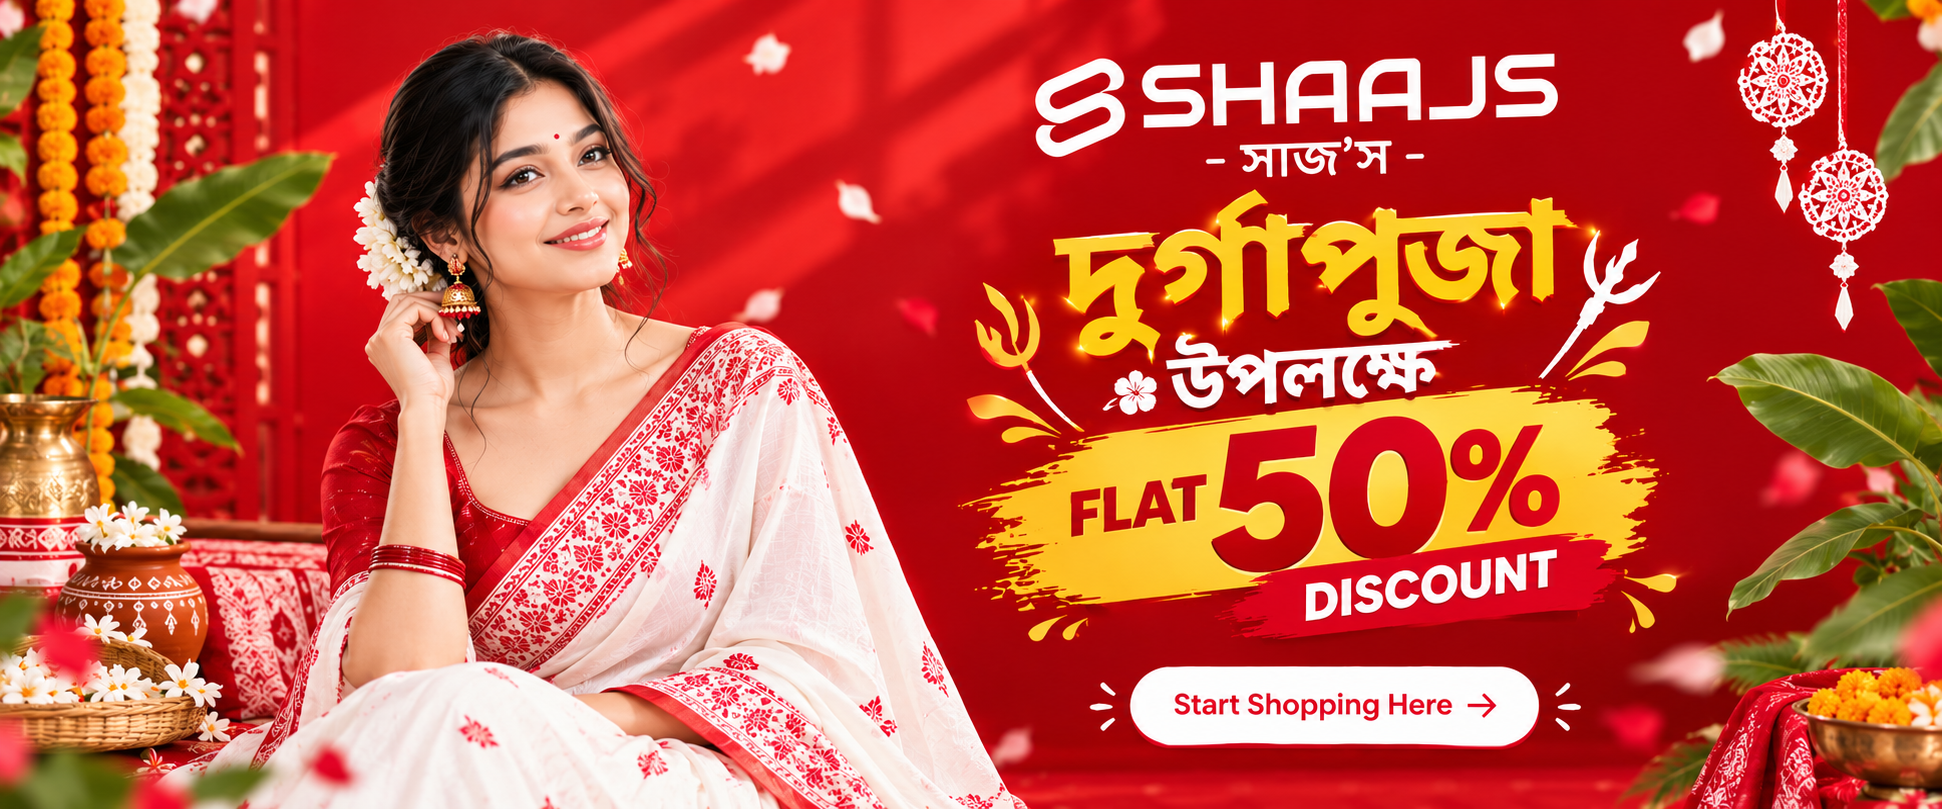 SHAAJS
- সাজ’স -
দুর্গাপুজা
উপলক্ষে
FLAT 50%
DISCOUNT
Start Shopping Here →